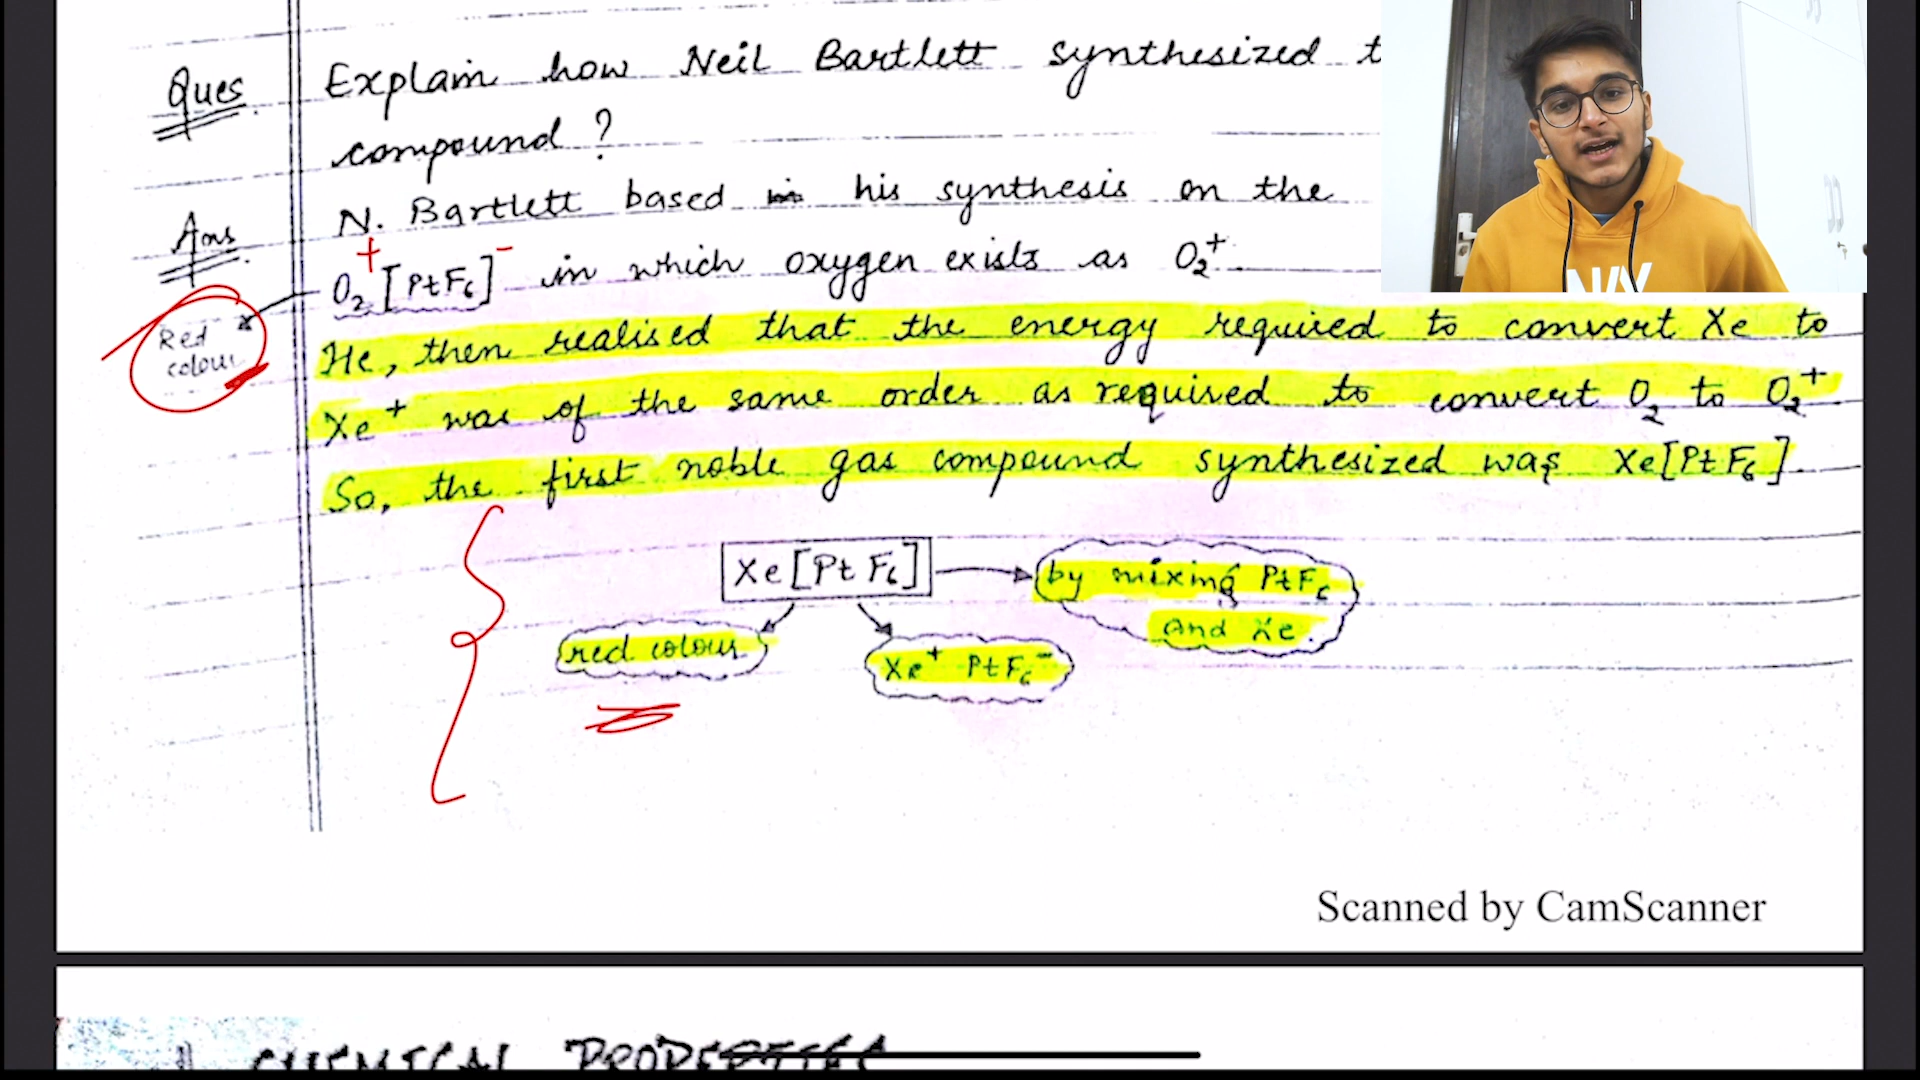 Ques Explain how Neil Bartlett synthesized t
compound ?
Ans N. Bartlett based in his synthesis on the
O₂⁺[PtF₆]⁻ in which oxygen exists as O₂⁺
Red
colour
He, then realised that the energy required to convert Xe to
Xe⁺ was of the same order as required to convert O₂ to O₂⁺
So, the first noble gas compound synthesized was Xe[PtF₆].
Xe[PtF₆]
by mixing PtF₆
and Xe.
red colour
Xe⁺ PtF₆⁻
Scanned by CamScanner
CHEMICAL PROPERTIES